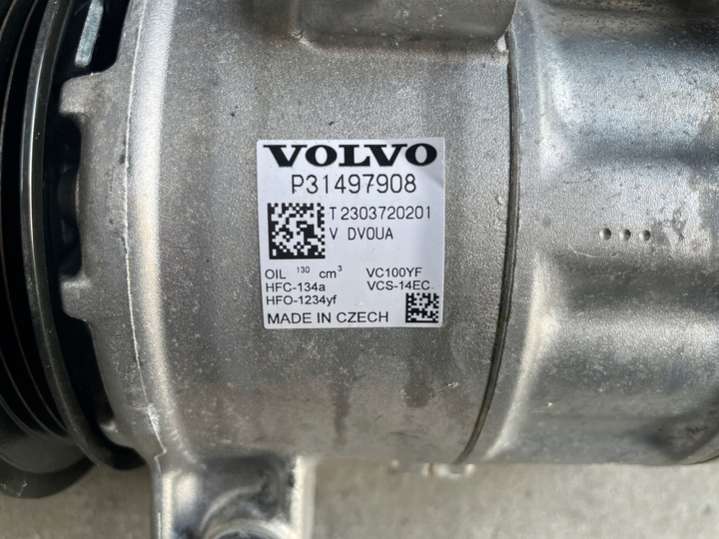 VOLVO
P31497908
T 2303720201
V DV0UA
OIL 130 cm³ VC100YF
HFC-134a VCS-14EC
HFO-1234yf
MADE IN CZECH